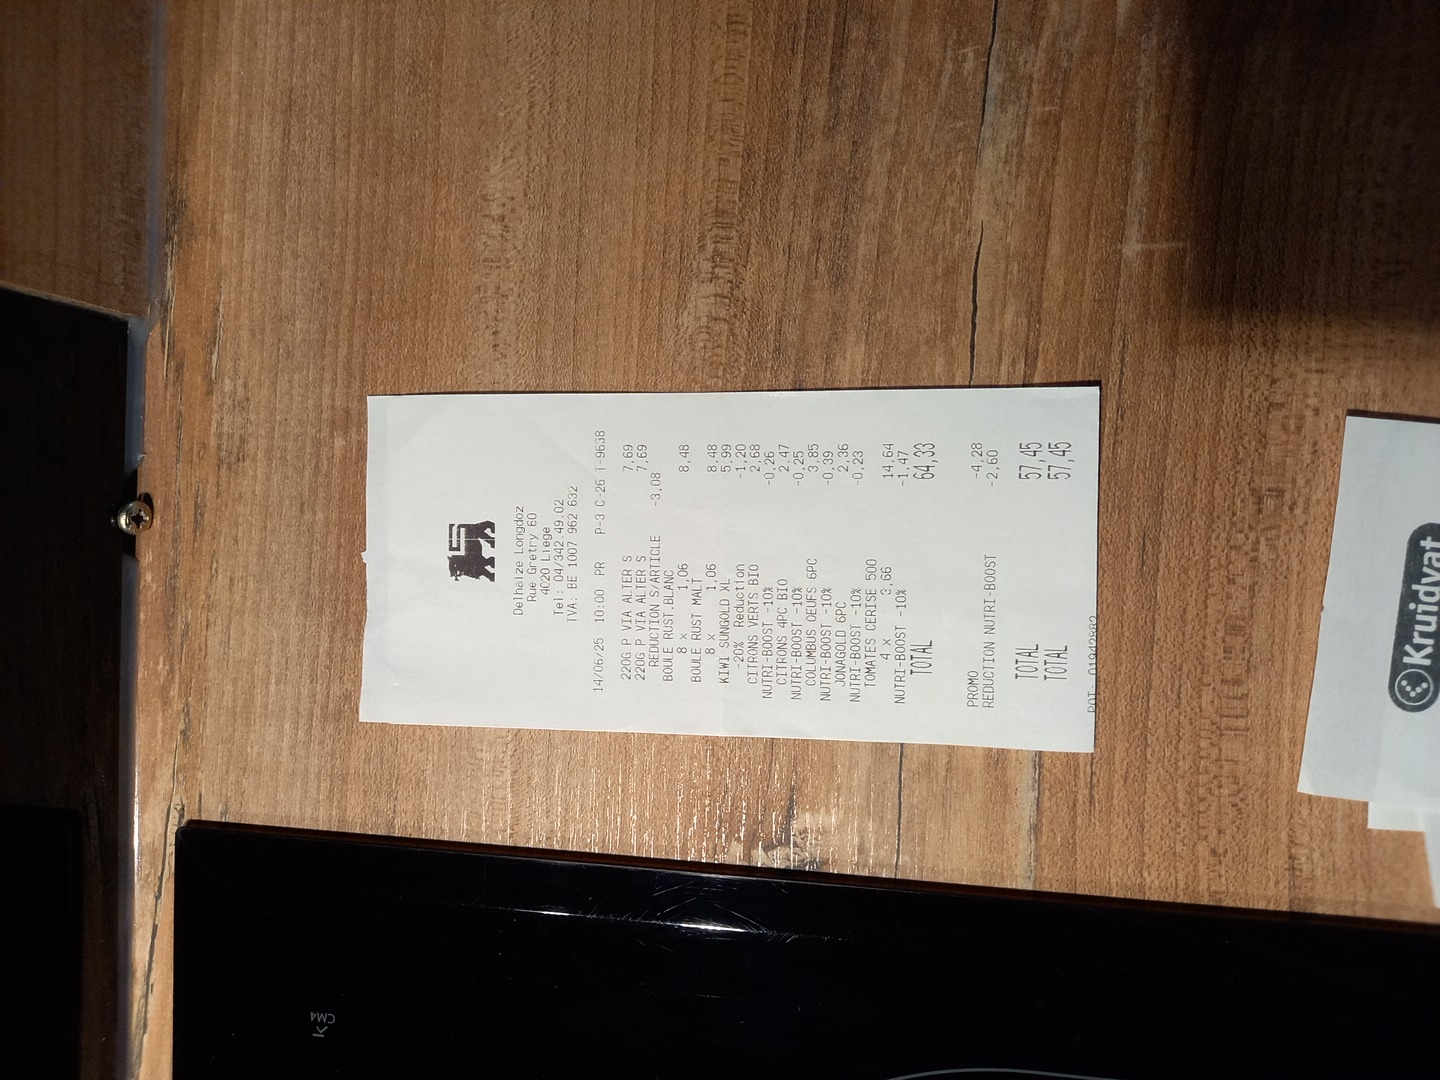 Delhaize Longdoz
Rue Gretry 60
4020 Liege
Tel: 04/342.49.02
TVA: BE 1007 962 632
14/06/25 10:00 PR P-3 C-26 T-9638
220G P VIA ALTER S 7,69
220G P VIA ALTER S 7,69
REDUCTION S/ARTICLE -3,08
BOULE RUST.BLANC
8 x 1,06 8,48
BOULE RUST MALT
8 x 1,06 8,48
KIWI SUNGOLD XL 5,99
-20% Reduction -1,20
CITRONS VERTS BIO 2,68
NUTRI-BOOST -10% -0,26
CITRONS 4PC BIO 2,47
NUTRI-BOOST -10% -0,25
COLUMBUS OEUFS 6PC 3,85
NUTRI-BOOST -10% -0,39
JONAGOLD 6PC 2,36
NUTRI-BOOST -10% -0,23
TOMATES CERISE 500
4 x 3,66 14,64
NUTRI-BOOST -10% -1,47
TOTAL 64,33
PROMO -4,28
REDUCTION NUTRI-BOOST -2,60
TOTAL 57,45
TOTAL 57,45
Kruidvat
CM4